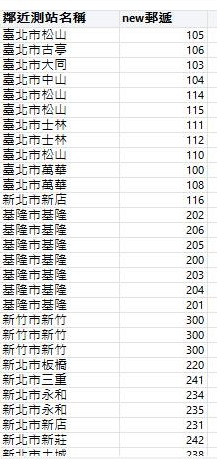 鄰近測站名稱 new郵遞
臺北市松山 105
臺北市古亭 106
臺北市大同 103
臺北市中山 104
臺北市松山 114
臺北市松山 115
臺北市士林 111
臺北市士林 112
臺北市松山 110
臺北市萬華 100
臺北市萬華 108
新北市新店 116
基隆市基隆 202
基隆市基隆 206
基隆市基隆 205
基隆市基隆 200
基隆市基隆 203
基隆市基隆 204
基隆市基隆 201
新竹市新竹 300
新竹市新竹 300
新竹市新竹 300
新北市板橋 220
新北市三重 241
新北市永和 234
新北市永和 235
新北市新店 231
新北市新莊 242
新北市土城 238